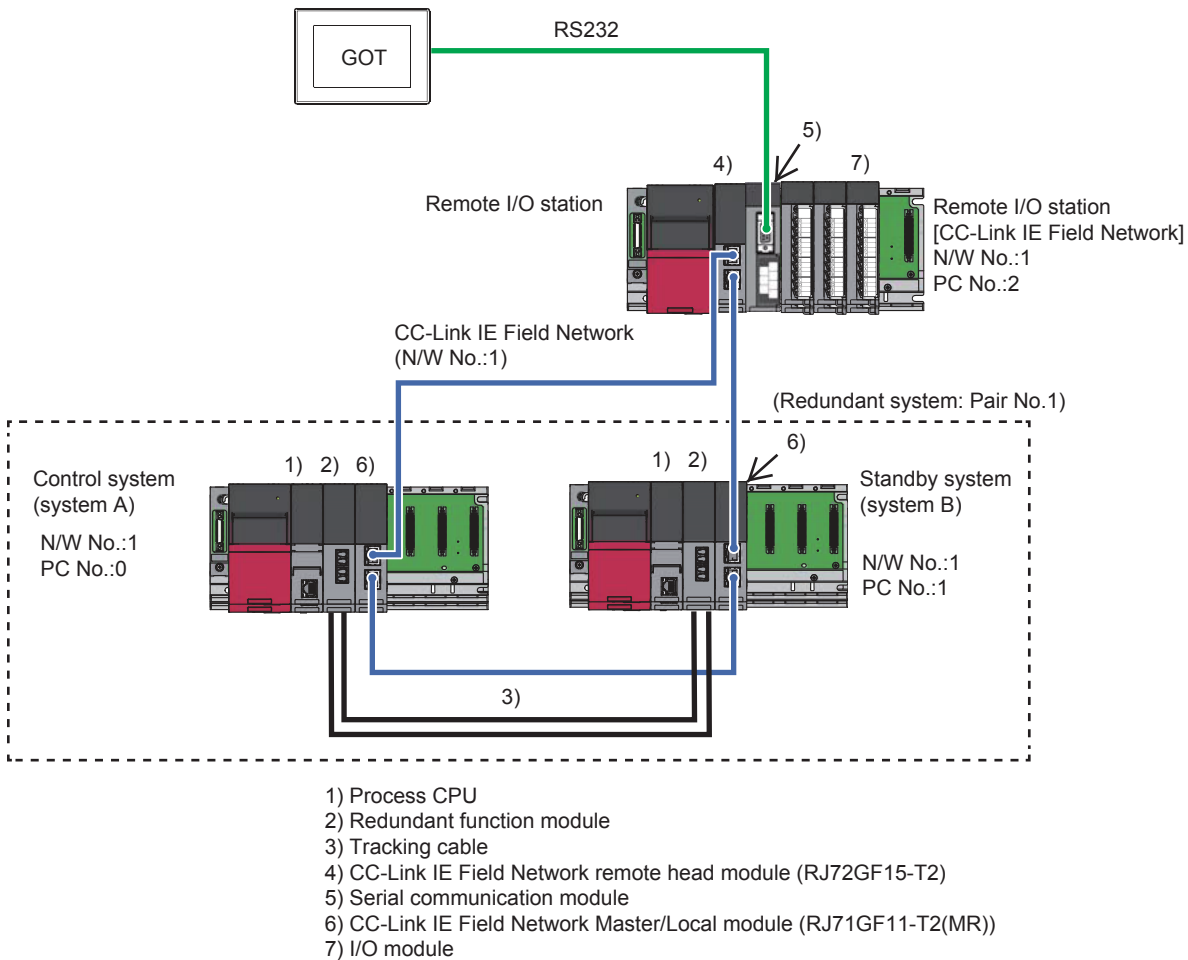 RS232
GOT
5)
4)
7)
Remote I/O station
Remote I/O station
[CC-Link IE Field Network]
N/W No.:1
PC No.:2
CC-Link IE Field Network
(N/W No.:1)
(Redundant system: Pair No.1)
Control system
(system A)
N/W No.:1
PC No.:0
1) 2) 6)
1) 2)
6)
Standby system
(system B)
N/W No.:1
PC No.:1
3)
1) Process CPU
2) Redundant function module
3) Tracking cable
4) CC-Link IE Field Network remote head module (RJ72GF15-T2)
5) Serial communication module
6) CC-Link IE Field Network Master/Local module (RJ71GF11-T2(MR))
7) I/O module